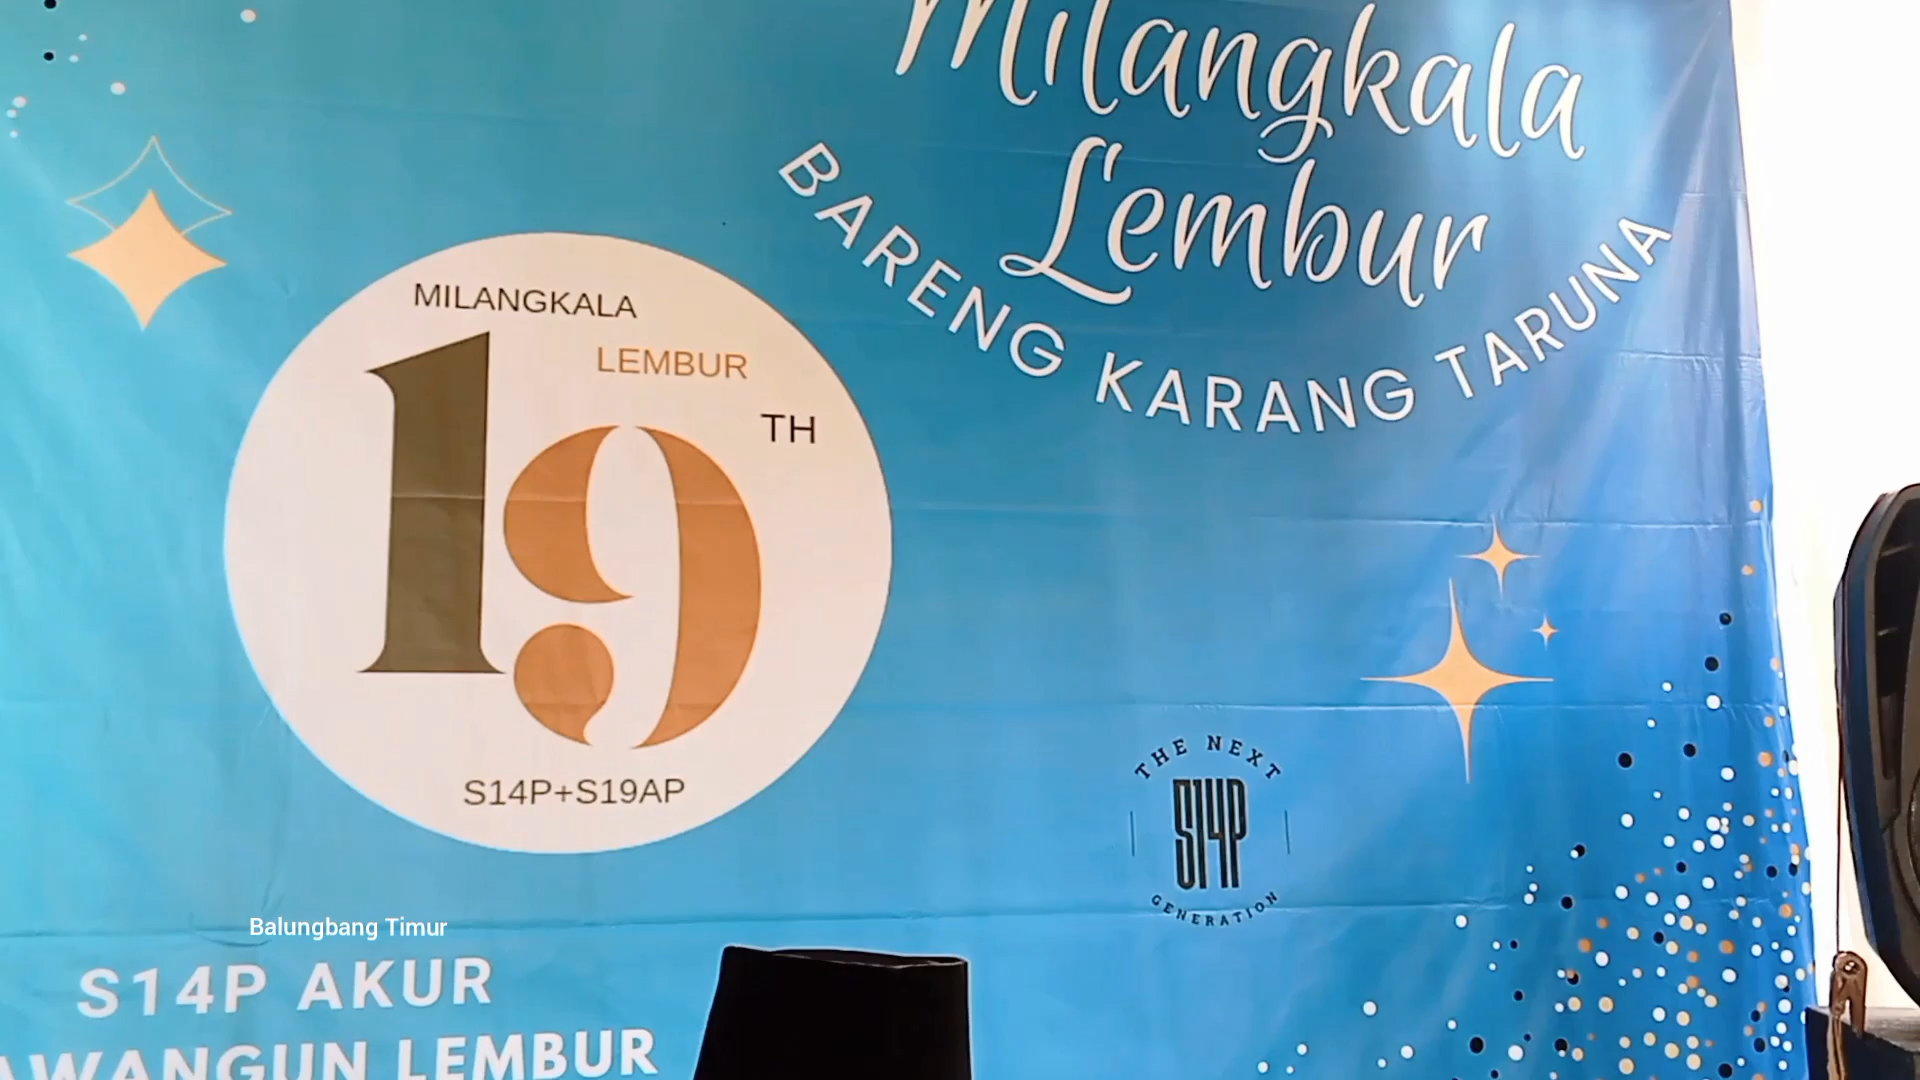 Milangkala
Lembur
BARENG KARANG TARUNA
MILANGKALA
LEMBUR
19
TH
S14P+S19AP
THE NEXT
S14P
GENERATION
Balungbang Timur
S14P AKUR
AWANGUN LEMBUR